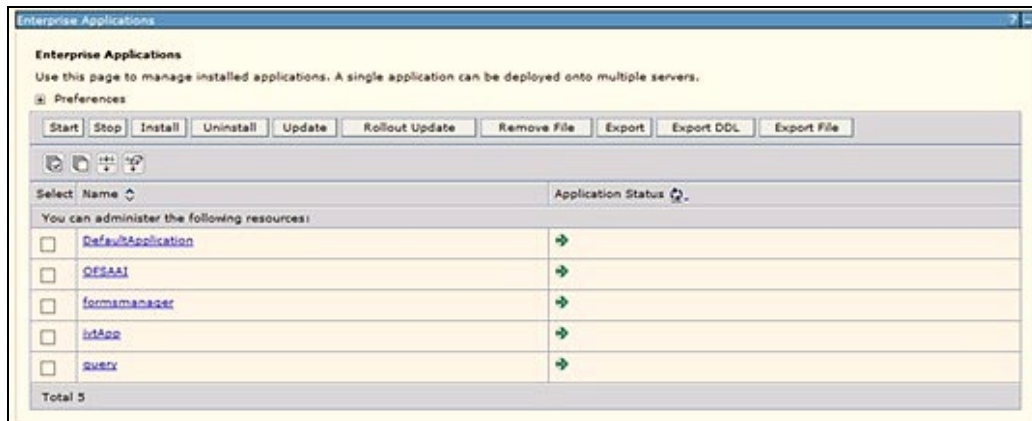 Enterprise Applications
?
Enterprise Applications
Use this page to manage installed applications. A single application can be deployed onto multiple servers.
Preferences
Start Stop Install Uninstall Update Rollout Update Remove File Export Export DDL Export File
Select Name Application Status
You can administer the following resources:
DefaultApplication
OFSAAI
formsmanager
ivtApp
query
Total 5